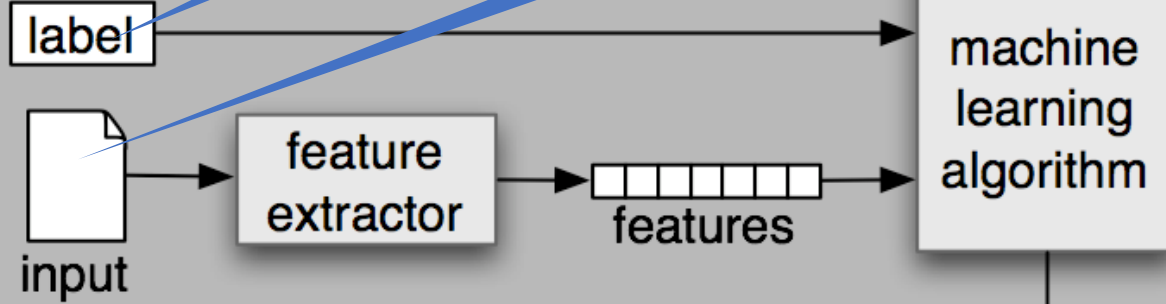 label
machine
learning
algorithm
feature
extractor
features
input